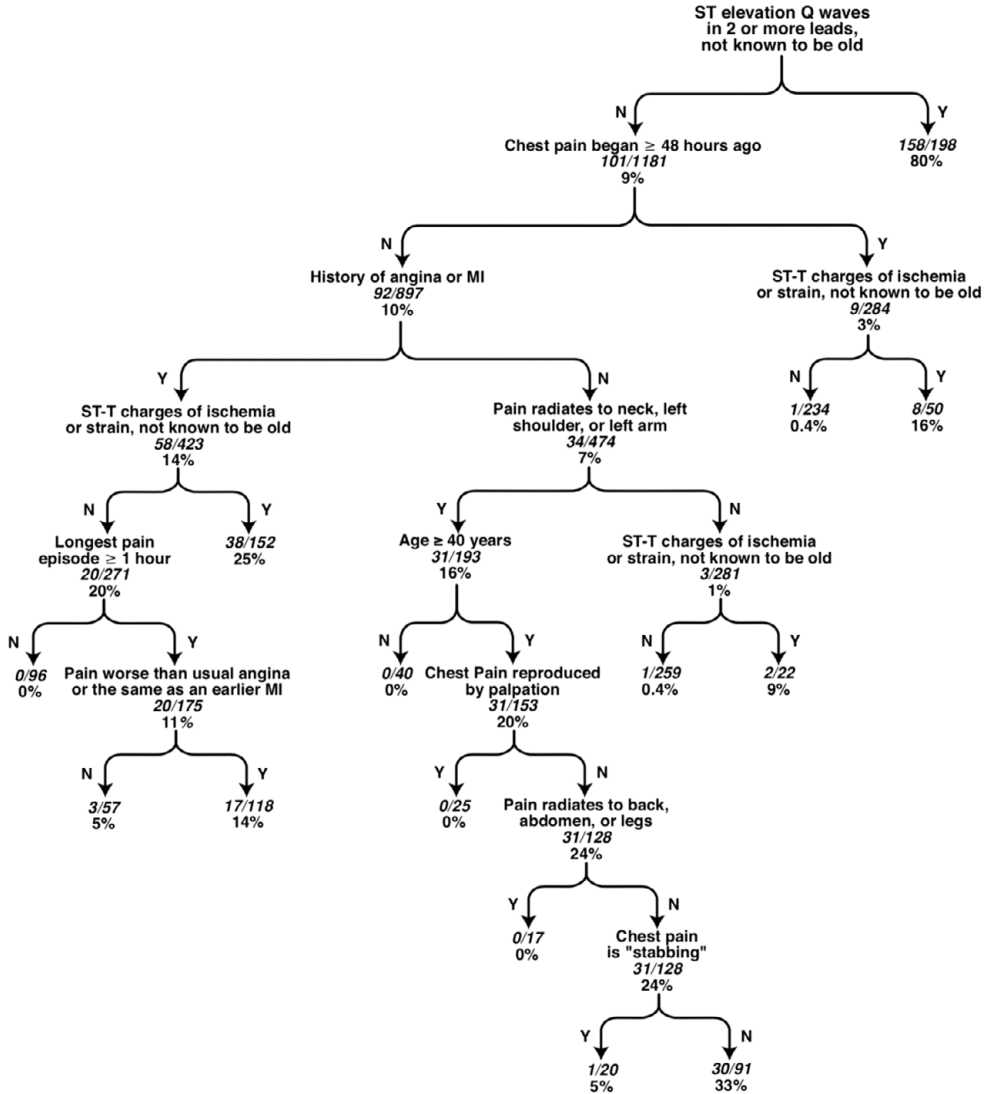 ST elevation Q waves
in 2 or more leads,
not known to be old
N
Y
Chest pain began ≥ 48 hours ago
101/1181
9%
158/198
80%
N
Y
History of angina or MI
92/897
10%
ST-T charges of ischemia
or strain, not known to be old
9/284
3%
Y
N
N
Y
ST-T charges of ischemia
or strain, not known to be old
58/423
14%
Pain radiates to neck, left
shoulder, or left arm
34/474
7%
1/234
0.4%
8/50
16%
N
Y
Y
N
Longest pain
episode ≥ 1 hour
20/271
20%
38/152
25%
Age ≥ 40 years
31/193
16%
ST-T charges of ischemia
or strain, not known to be old
3/281
1%
N
Y
N
Y
N
Y
0/96
0%
Pain worse than usual angina
or the same as an earlier MI
20/175
11%
0/40
0%
Chest Pain reproduced
by palpation
31/153
20%
1/259
0.4%
2/22
9%
N
Y
Y
N
3/57
5%
17/118
14%
0/25
0%
Pain radiates to back,
abdomen, or legs
31/128
24%
Y
N
0/17
0%
Chest pain
is "stabbing"
31/128
24%
Y
N
1/20
5%
30/91
33%